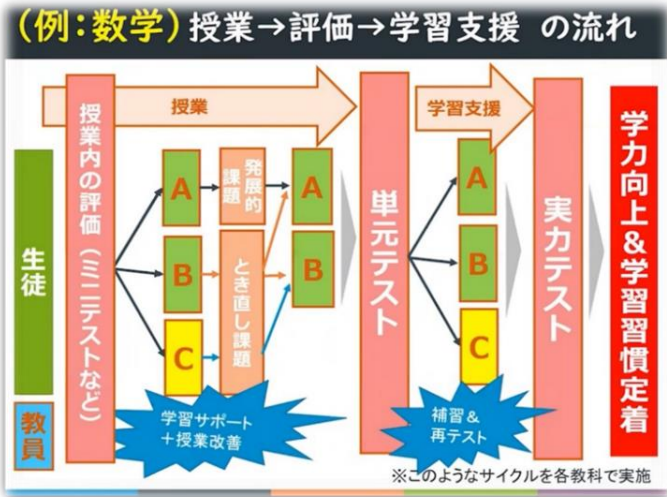 （例：数学）授業→評価→学習支援 の流れ
授業
学習支援
生徒
教員
授業内の評価（ミニテストなど）
A
B
C
発展的
課題
とき直し課題
A
B
学習サポート
＋授業改善
単元テスト
A
B
C
補習＆
再テスト
実力テスト
学力向上＆学習習慣定着
※このようなサイクルを各教科で実施